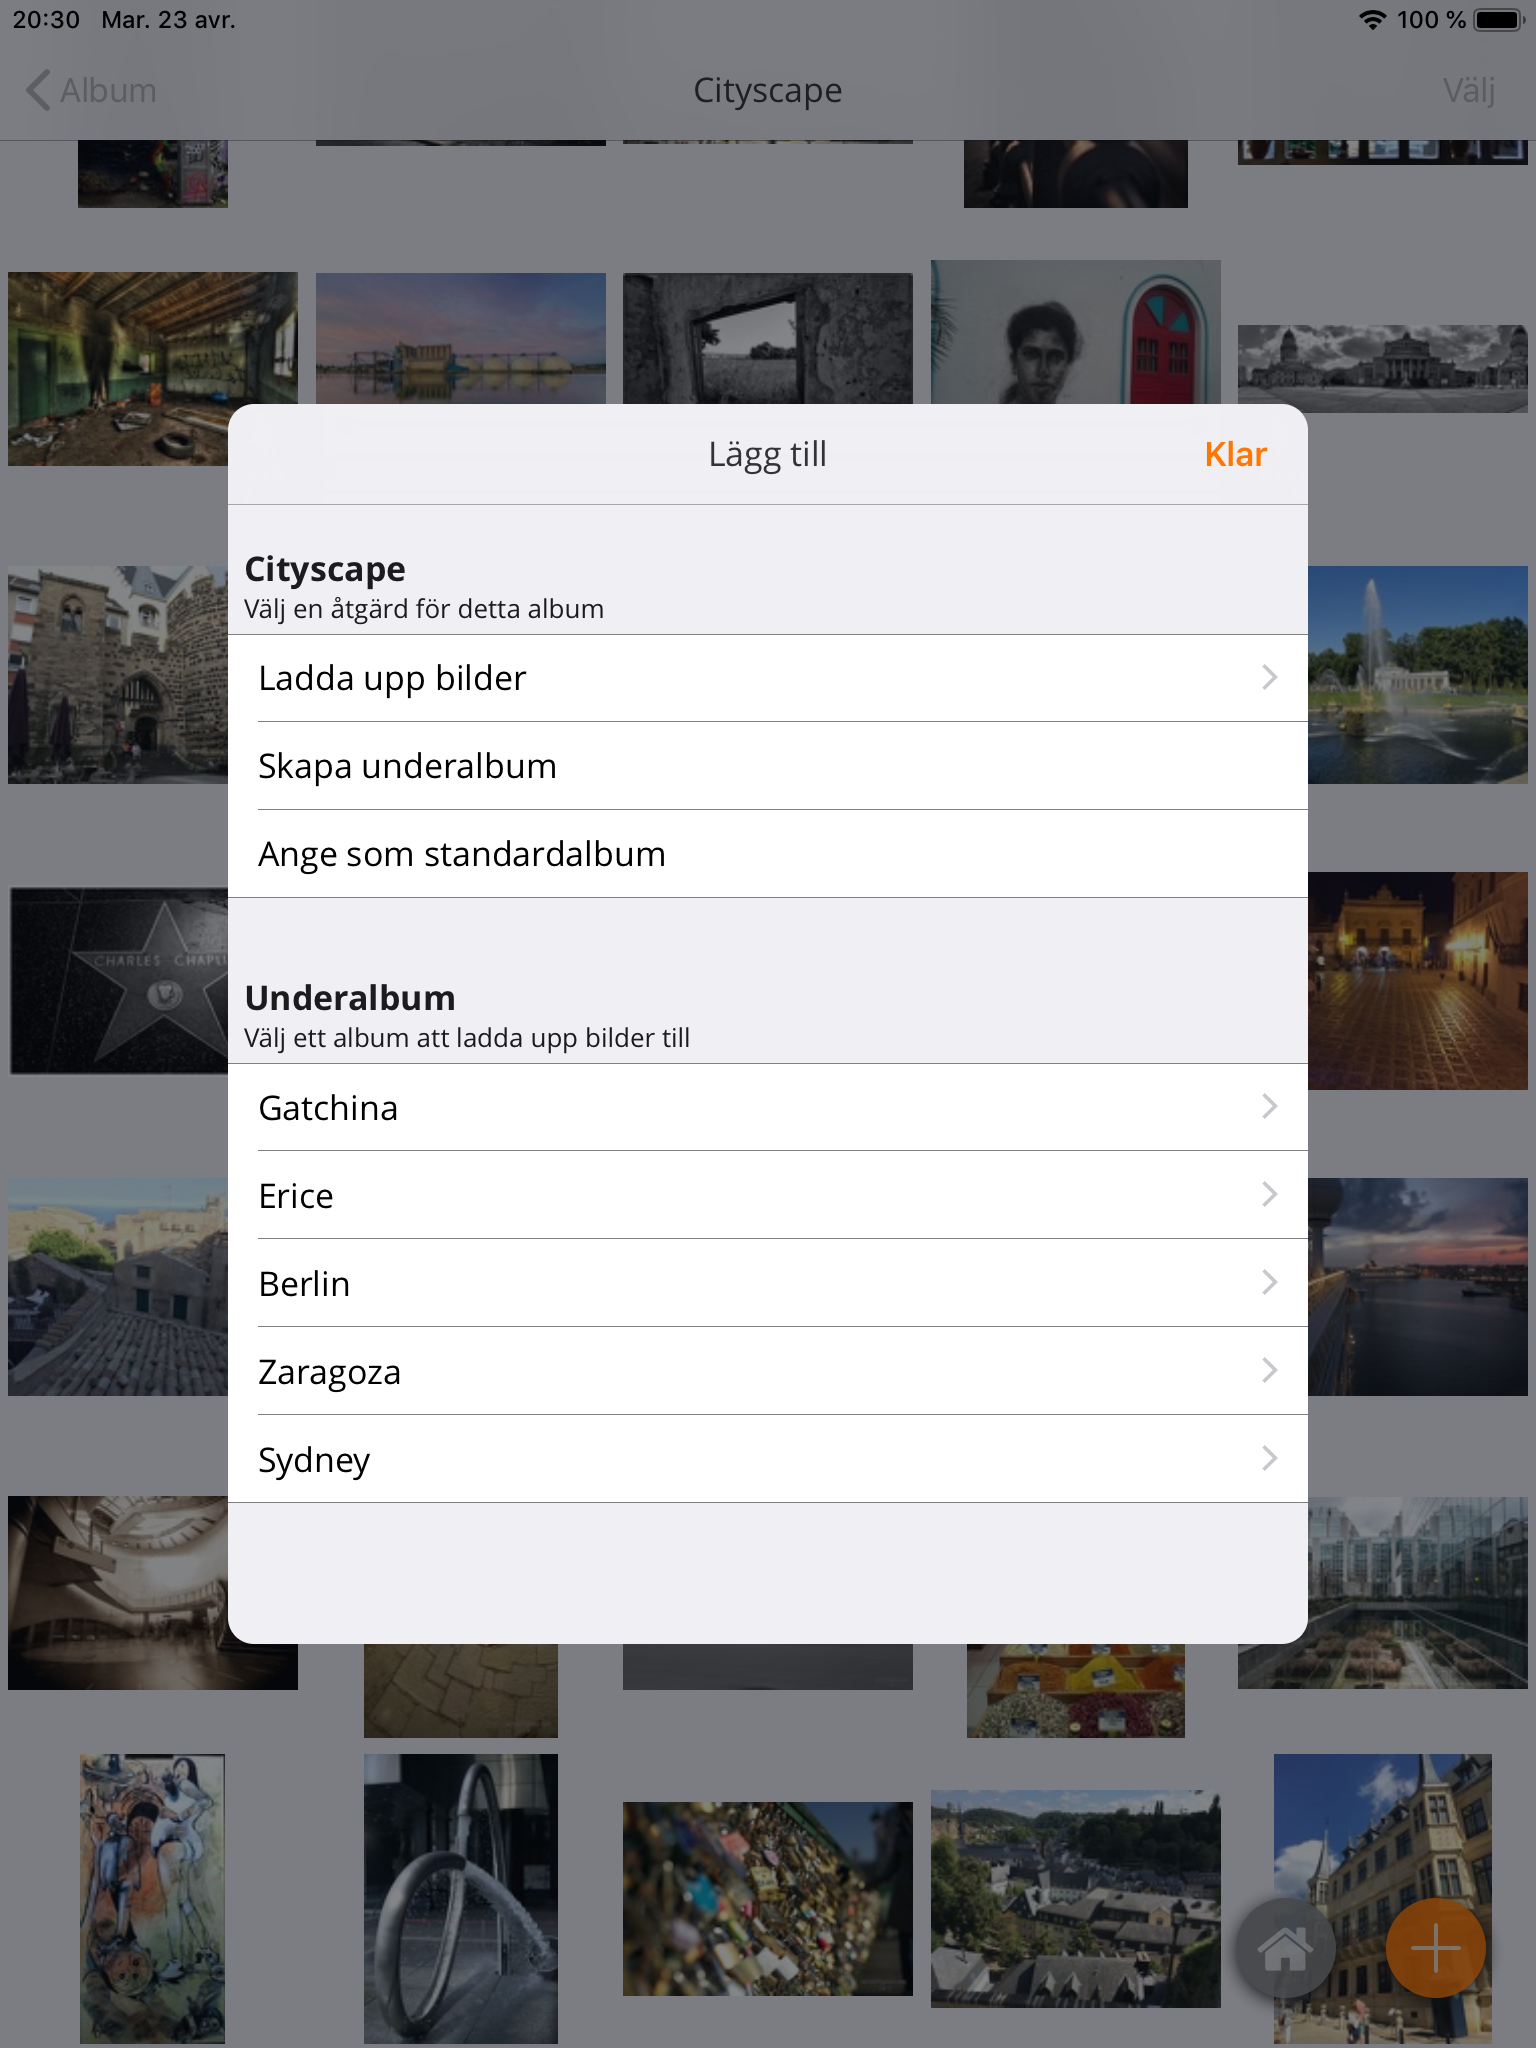 20:30 Mar. 23 avr. 100 %
Album Cityscape Välj
Lägg till Klar
Cityscape
Välj en åtgärd för detta album
Ladda upp bilder
Skapa underalbum
Ange som standardalbum
CHARLES CHAPL
Underalbum
Välj ett album att ladda upp bilder till
Gatchina
Erice
Berlin
Zaragoza
Sydney